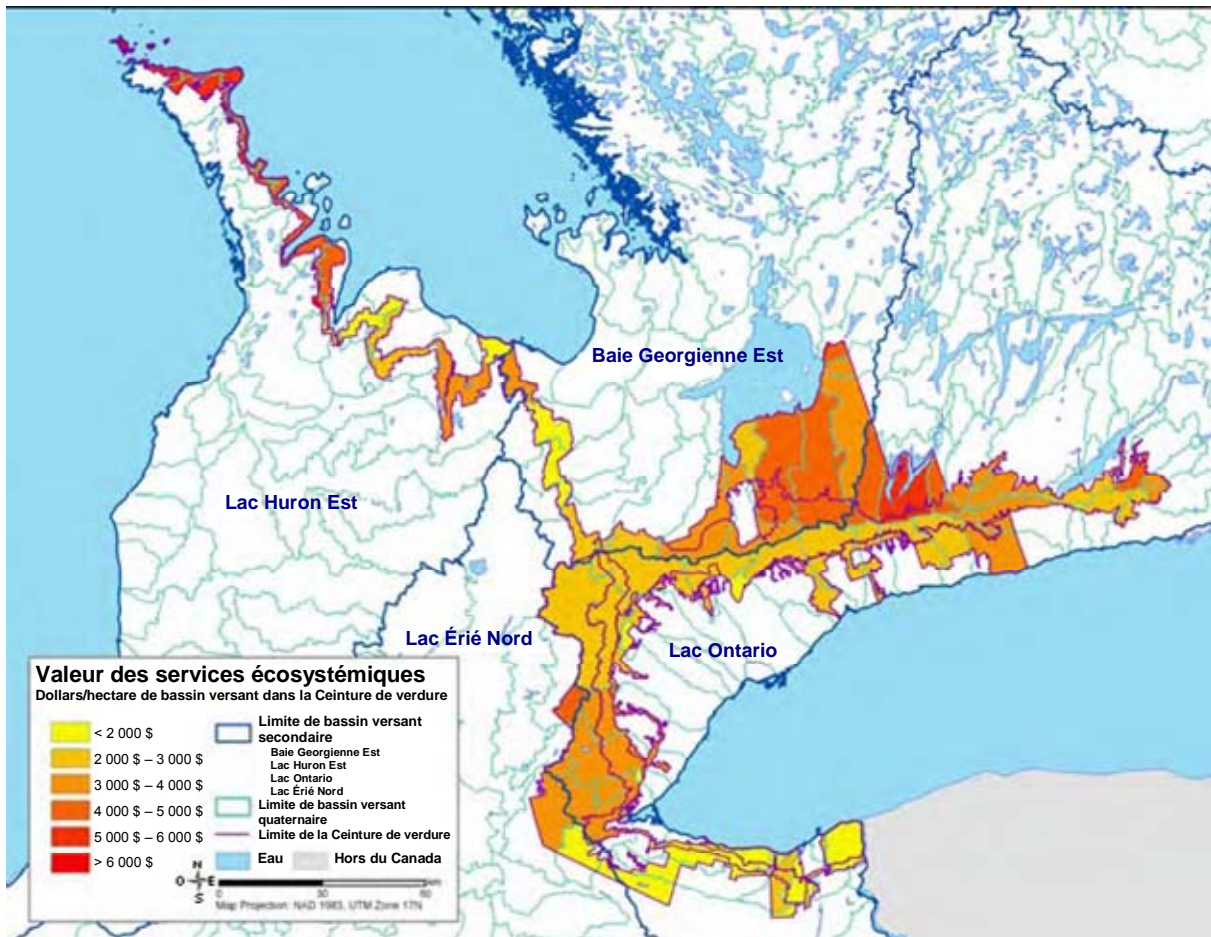 Baie Georgienne Est
Lac Huron Est
Lac Érié Nord
Lac Ontario
Valeur des services écosystémiques
Dollars/hectare de bassin versant dans la Ceinture de verdure
< 2 000 $
2 000 $ – 3 000 $
3 000 $ – 4 000 $
4 000 $ – 5 000 $
5 000 $ – 6 000 $
> 6 000 $
Limite de bassin versant
secondaire
Baie Georgienne Est
Lac Huron Est
Lac Ontario
Lac Érié Nord
Limite de bassin versant
quaternaire
Limite de la Ceinture de verdure
Eau
Hors du Canada
N
O
E
S
0
30
60
Map Projection: NAD 1983, UTM Zone 17N